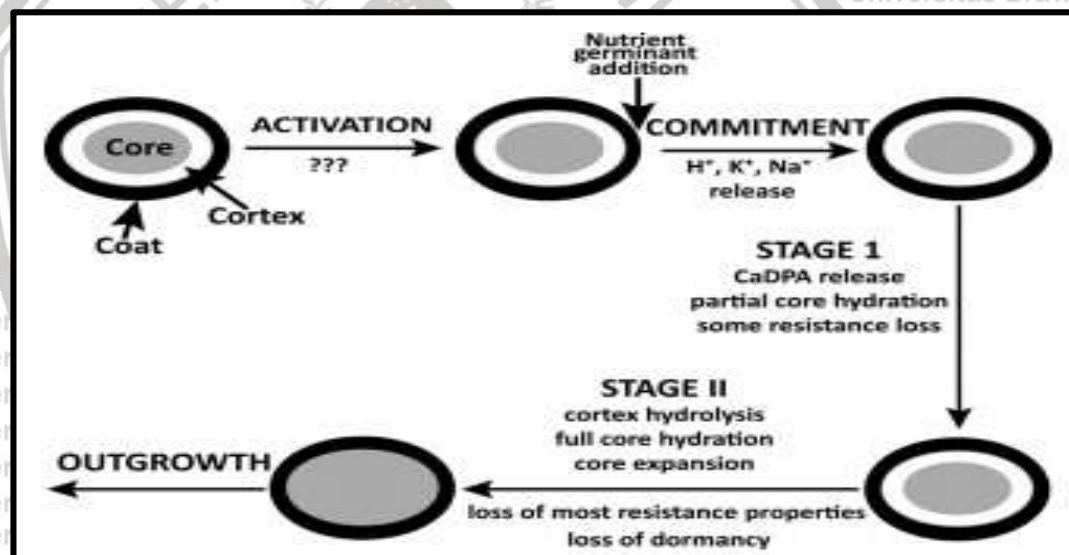 Nutrient
germinant
addition
ACTIVATION
???
COMMITMENT
H⁺, K⁺, Na⁺
release
Core
Cortex
Coat
STAGE 1
CaDPA release
partial core hydration
some resistance loss
STAGE II
cortex hydrolysis
full core hydration
core expansion
loss of most resistance properties
loss of dormancy
OUTGROWTH